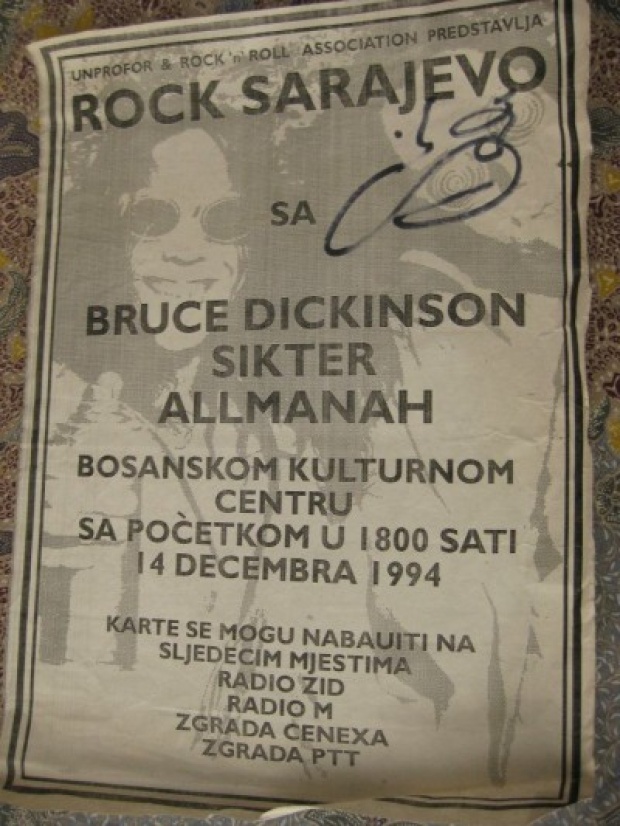 UNPROFOR & ROCK 'n' ROLL ASSOCIATION PREDSTAVLJA
ROCK SARAJEVO
SA
BRUCE DICKINSON
SIKTER
ALLMANAH
BOSANSKOM KULTURNOM
CENTRU
SA POČETKOM U 1800 SATI
14 DECEMBRA 1994
KARTE SE MOGU NABAUITI NA
SLJEDECIM MJESTIMA
RADIO ZID
RADIO M
ZGRADA CENEXA
ZGRADA PTT